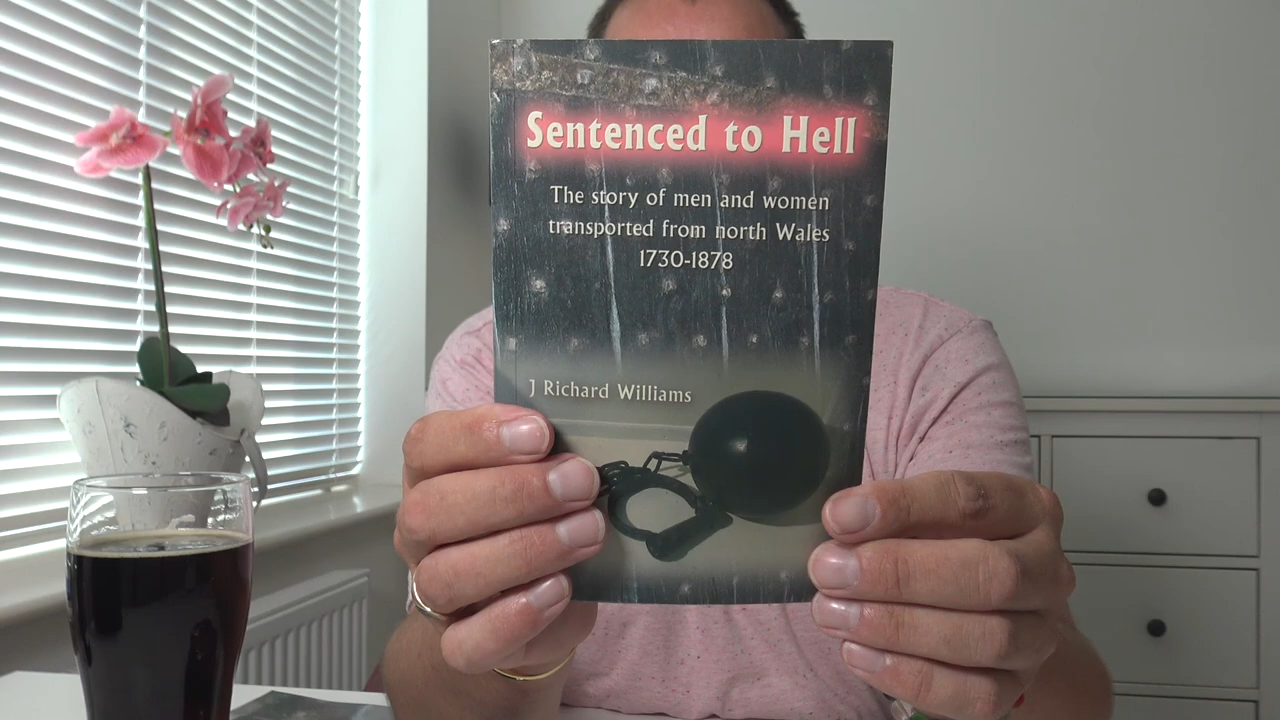 Sentenced to Hell
The story of men and women
transported from north Wales
1730-1878
J Richard Williams